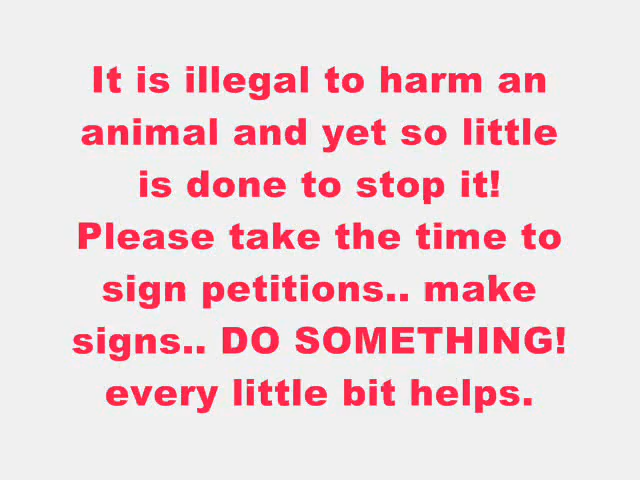 It is illegal to harm an
animal and yet so little
is done to stop it!
Please take the time to
sign petitions.. make
signs.. DO SOMETHING!
every little bit helps.